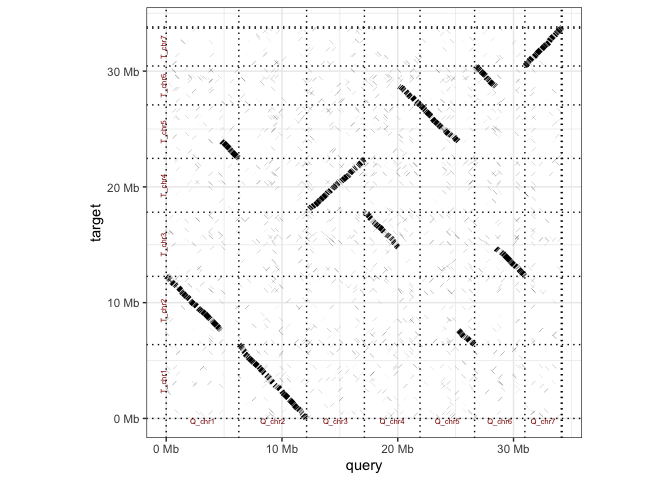 30 Mb
20 Mb
10 Mb
0 Mb
target
T_chr7
T_chr6
T_chr5
T_chr4
T_chr3
T_chr2
T_chr1
Q_chr1 Q_chr2 Q_chr3 Q_chr4 Q_chr5 Q_chr6 Q_chr7
0 Mb 10 Mb 20 Mb 30 Mb
query